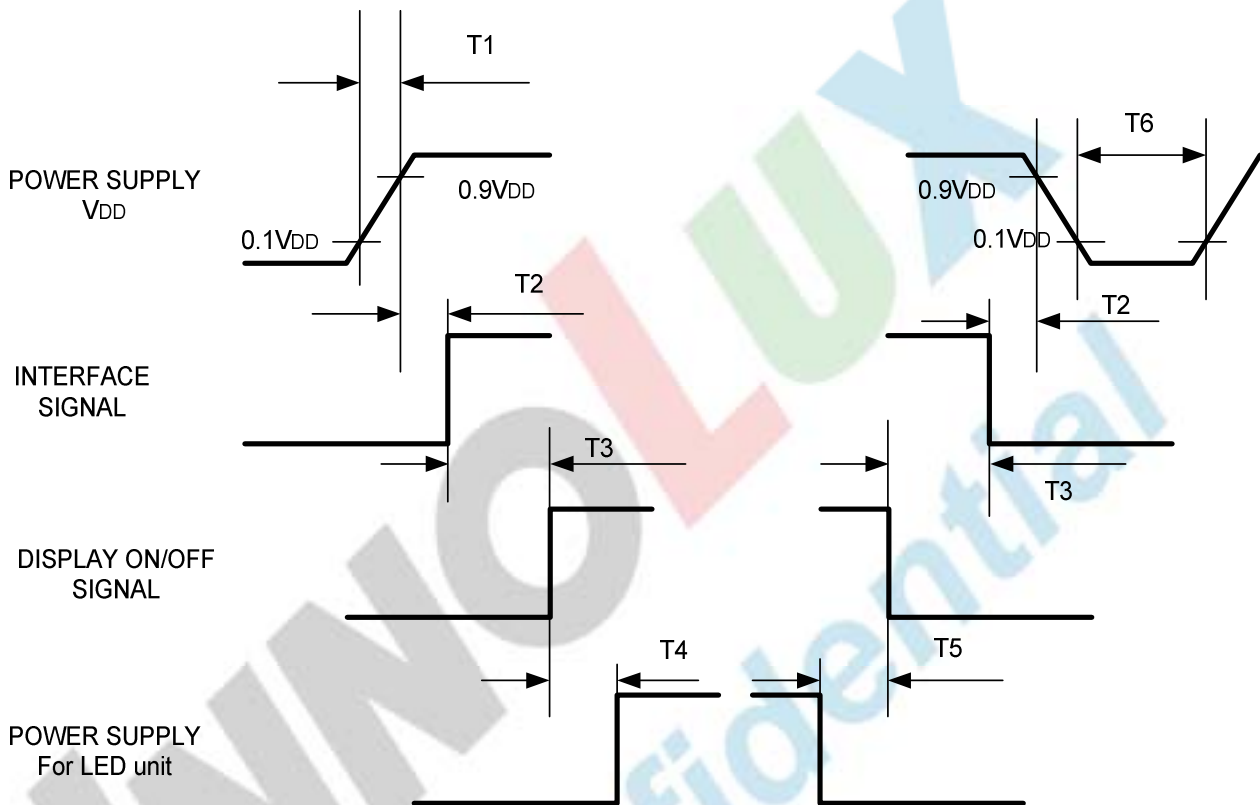 T1
T6
POWER SUPPLY
VDD
0.9VDD
0.9VDD
0.1VDD
0.1VDD
T2
T2
INTERFACE
SIGNAL
T3
T3
DISPLAY ON/OFF
SIGNAL
T4
T5
POWER SUPPLY
For LED unit
INNOLUX